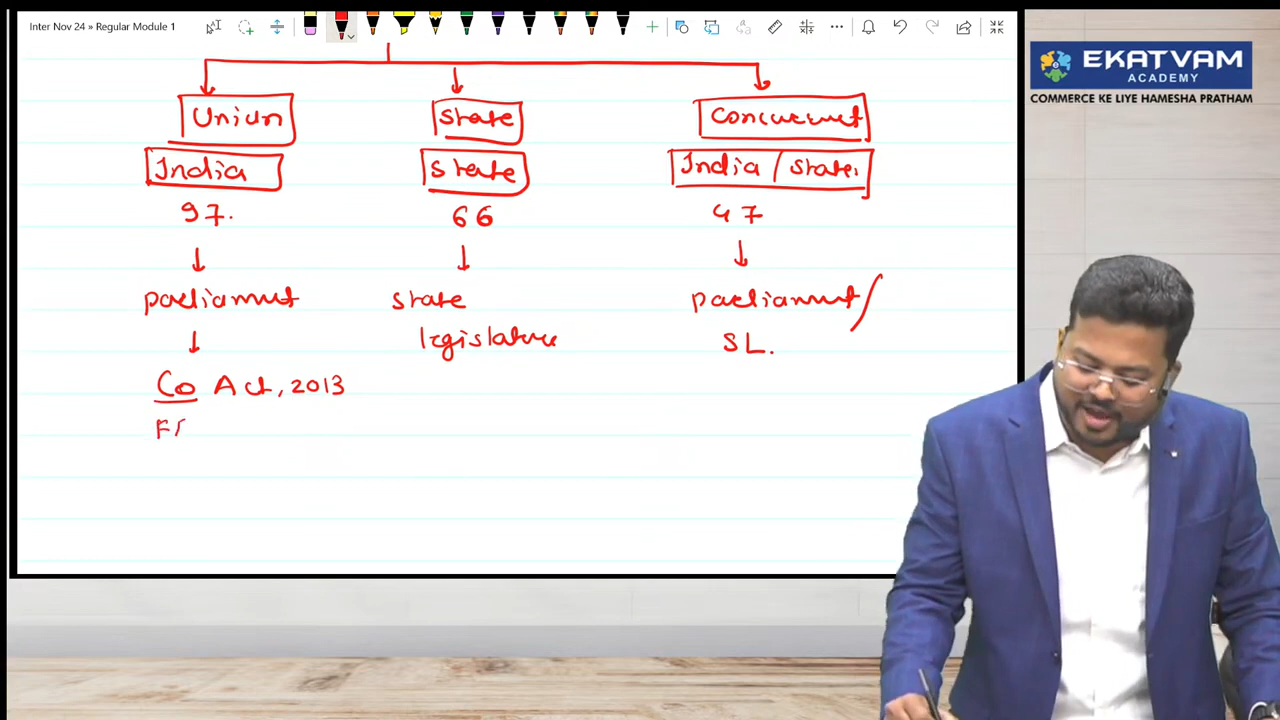 Inter Nov 24 » Regular Module 1
EKATVAM
ACADEMY
COMMERCE KE LIYE HAMESHA PRATHAM
Union State Concurrent
India State India / State.
97. 66 47
Parliament State Parliament/
legislature SL.
Co Act, 2013